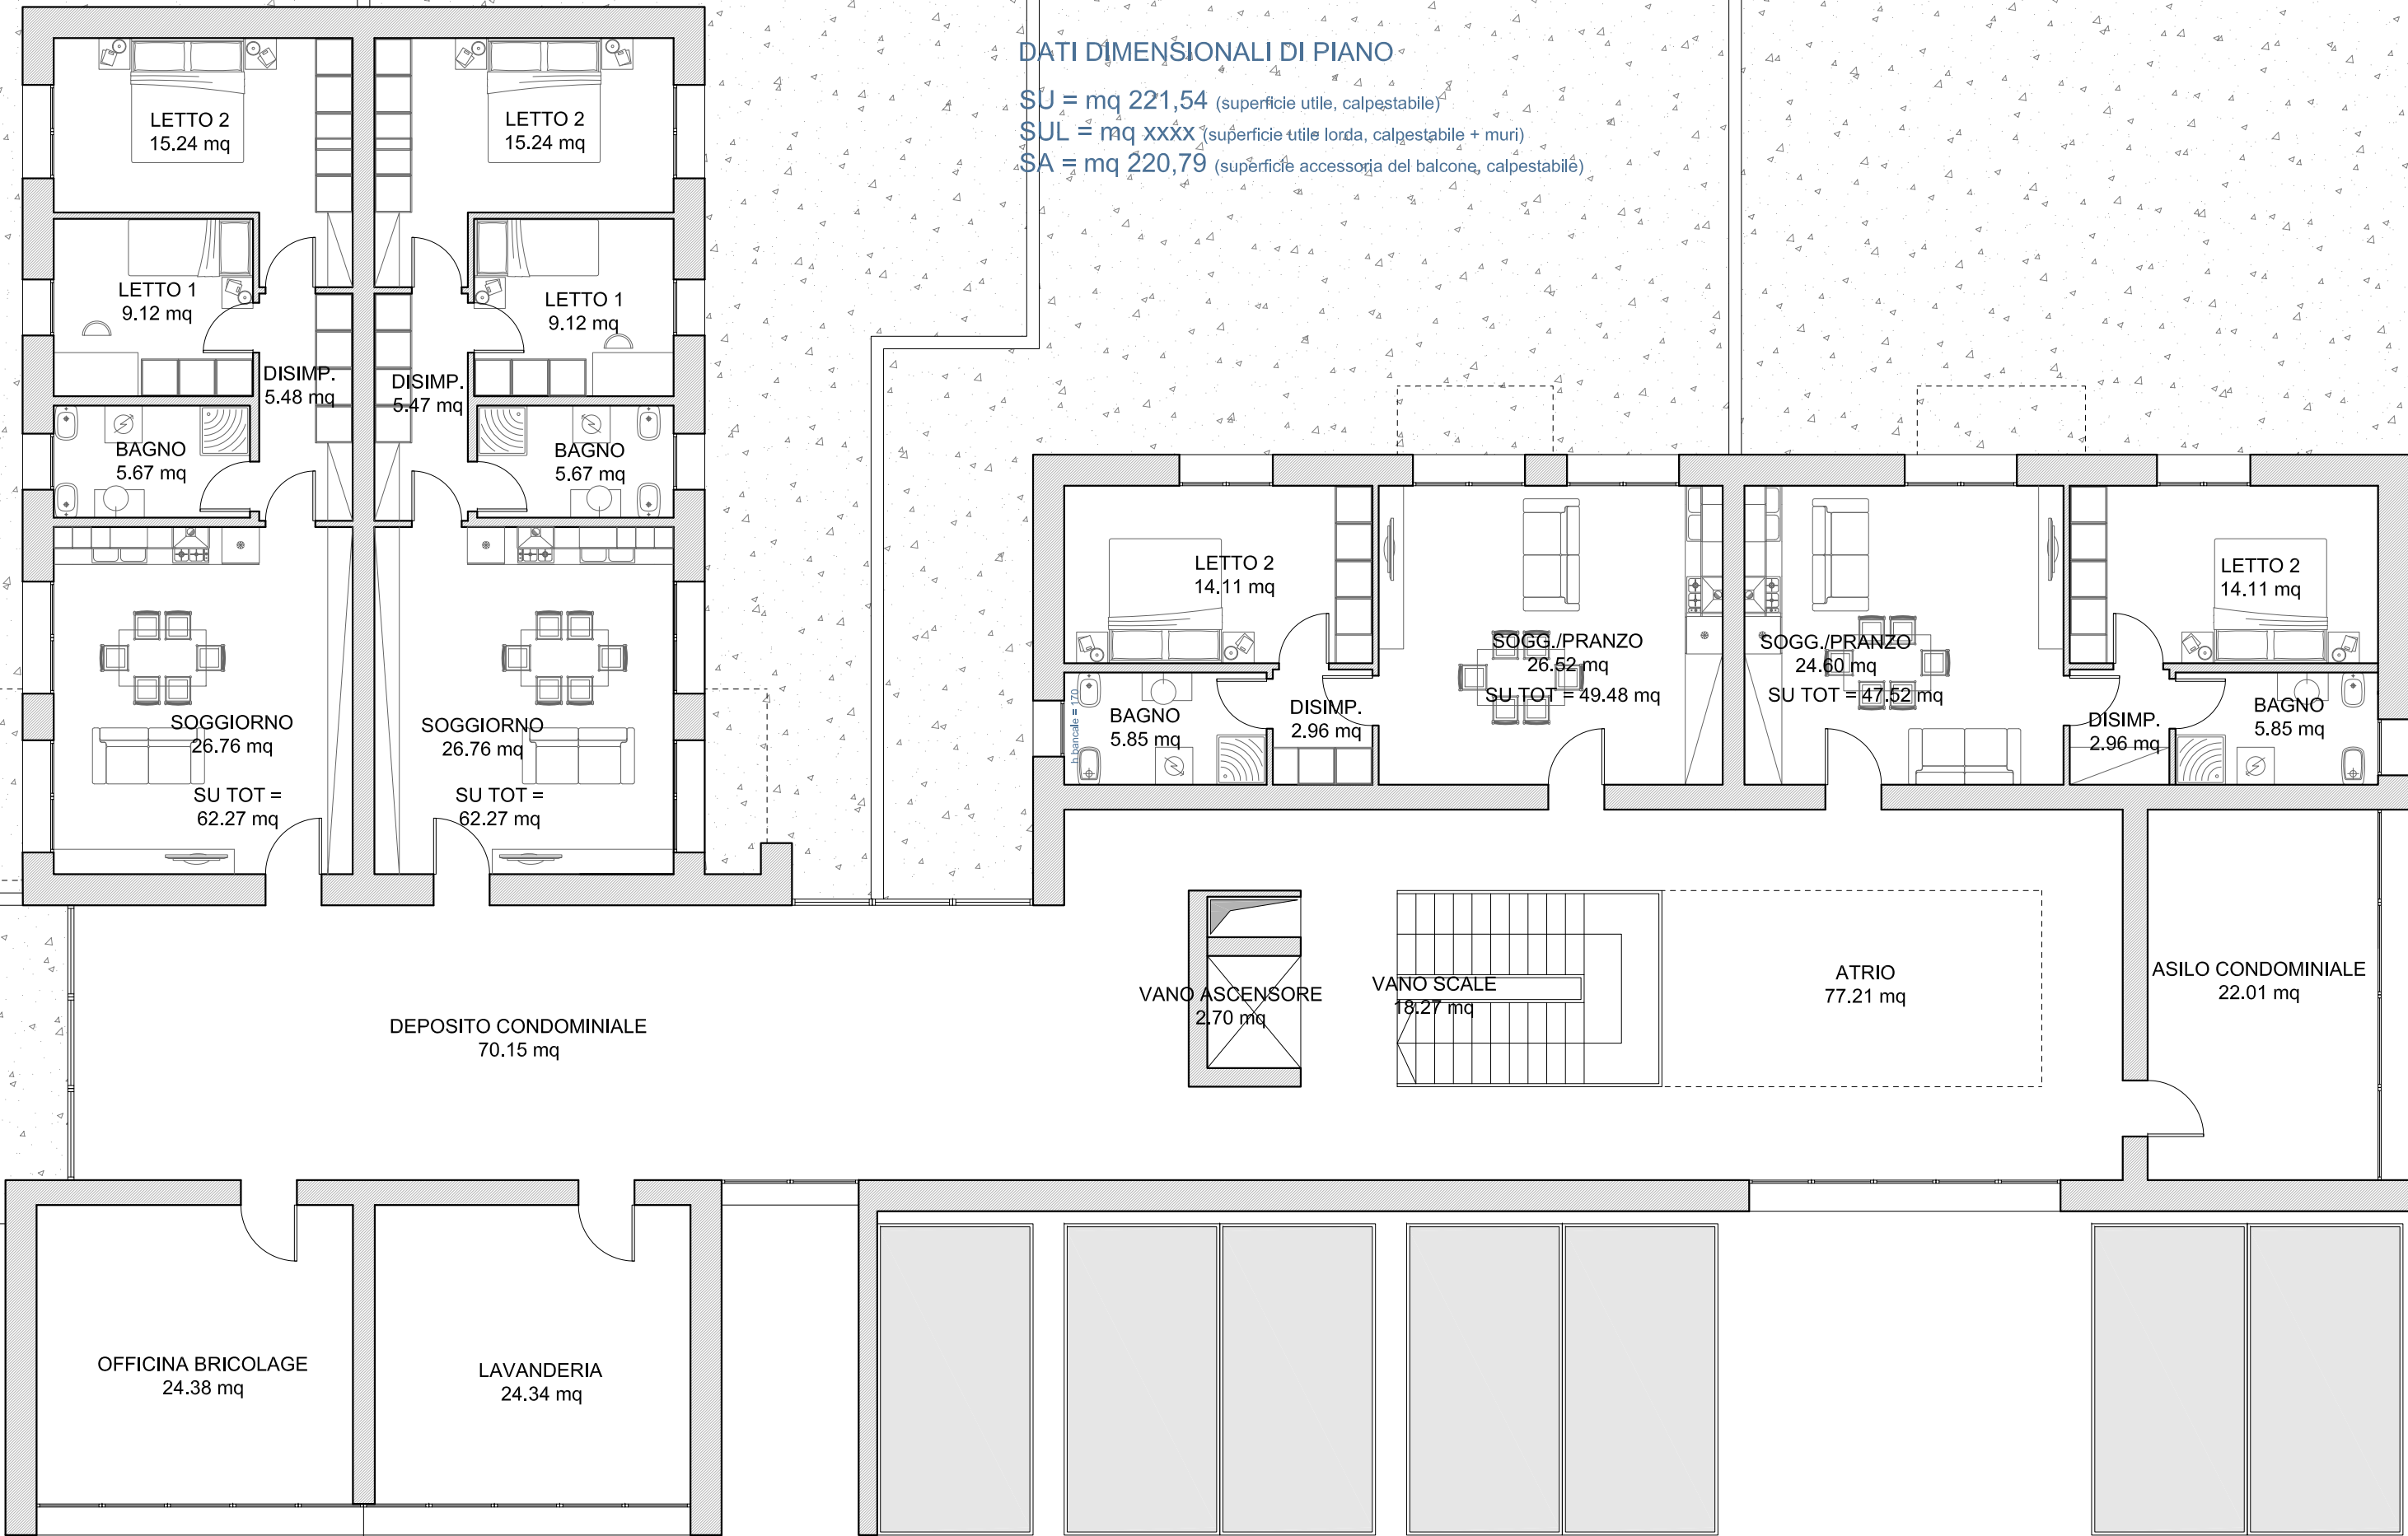 DATI DIMENSIONALI DI PIANO
SU = mq 221,54 (superficie utile, calpestabile)
SUL = mq xxxx (superficie utile lorda, calpestabile + muri)
SA = mq 220,79 (superficie accessoria del balcone, calpestabile)
LETTO 2
15.24 mq
LETTO 2
15.24 mq
LETTO 1
9.12 mq
LETTO 1
9.12 mq
DISIMP.
5.48 mq
DISIMP.
5.47 mq
BAGNO
5.67 mq
BAGNO
5.67 mq
SOGGIORNO
26.76 mq
SU TOT =
62.27 mq
SOGGIORNO
26.76 mq
SU TOT =
62.27 mq
LETTO 2
14.11 mq
SOGG./PRANZO
26.52 mq
SU TOT = 49.48 mq
SOGG./PRANZO
24.60 mq
SU TOT = 47.52 mq
LETTO 2
14.11 mq
h bancale = 170
BAGNO
5.85 mq
DISIMP.
2.96 mq
DISIMP.
2.96 mq
BAGNO
5.85 mq
DEPOSITO CONDOMINIALE
70.15 mq
VANO ASCENSORE
2.70 mq
VANO SCALE
18.27 mq
ATRIO
77.21 mq
ASILO CONDOMINIALE
22.01 mq
OFFICINA BRICOLAGE
24.38 mq
LAVANDERIA
24.34 mq